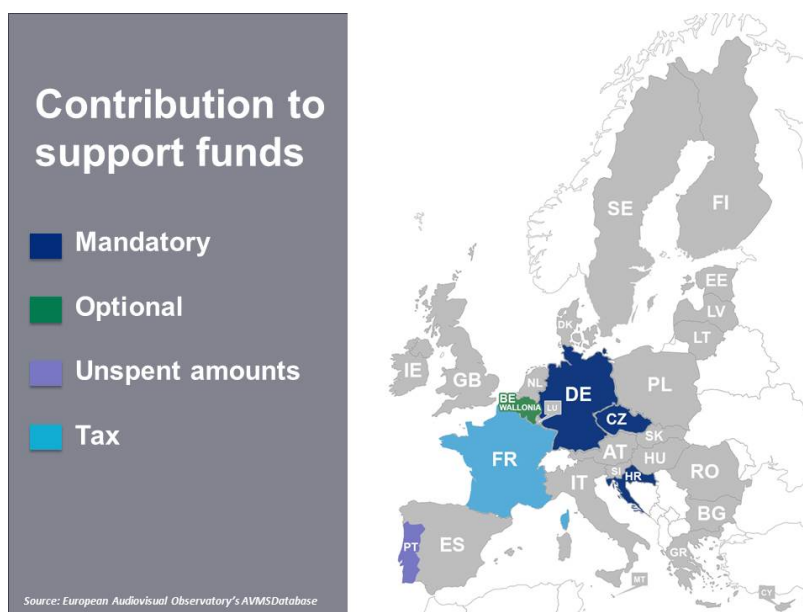 Contribution to
support funds
Mandatory
Optional
Unspent amounts
Tax
Source: European Audiovisual Observatory's AVMSDatabase
SE
FI
EE
LV
LT
DK
IE
GB
NL
BE
WALLONIA
LU
DE
PL
CZ
SK
FR
AT
HU
SI
HR
RO
IT
BG
PT
ES
GR
MT
CY